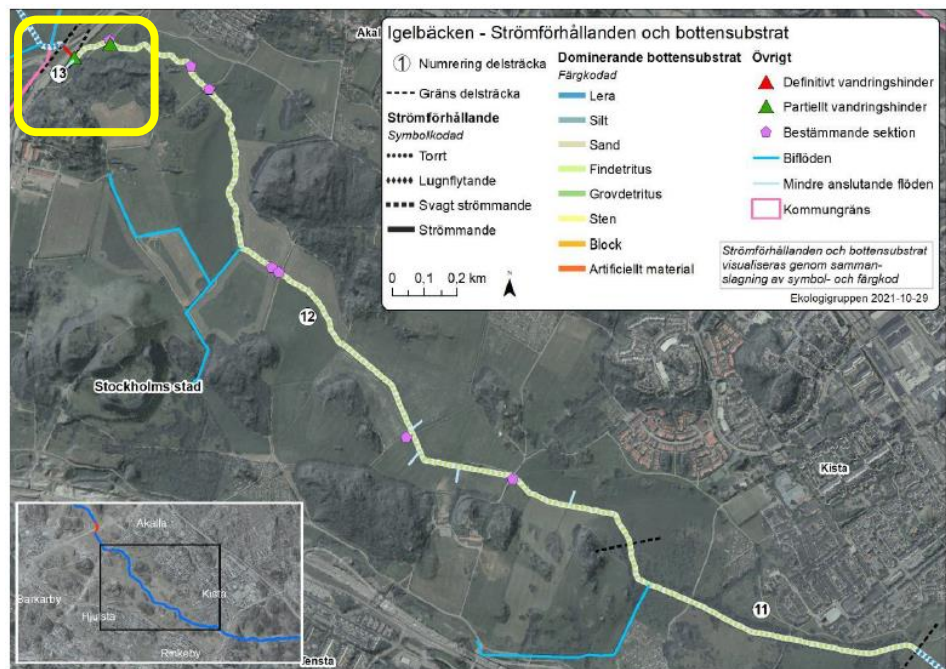 Akal
Igelbäcken - Strömförhållanden och bottensubstrat
1 Numrering delsträcka
Gräns delsträcka
Strömförhållande
Symbolkodad
Torrt
Lugnflytande
Svagt strömmande
Strömmande
0 0,1 0,2 km
N
Dominerande bottensubstrat
Färgkodad
Lera
Silt
Sand
Findetritus
Grovdetritus
Sten
Block
Artificiellt material
Övrigt
Definitivt vandringshinder
Partiellt vandringshinder
Bestämmande sektion
Biflöden
Mindre anslutande flöden
Kommungräns
Strömförhållanden och bottensubstrat
visualiseras genom samman-
slagning av symbol- och färgkod
Ekologigruppen 2021-10-29
13
12
Stockholms stad
Kista
11
Akalla
Barkarby
Kista
Hjulsta
Rinkeby
Tensta